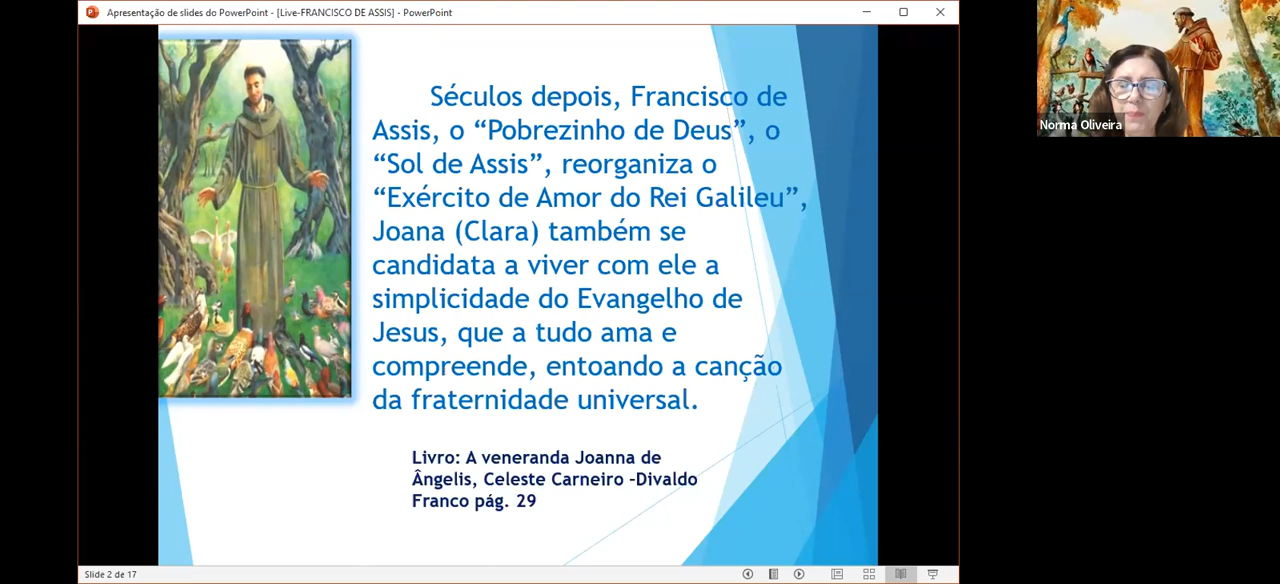 Apresentação de slides do PowerPoint - [Live-FRANCISCO DE ASSIS] - PowerPoint
Séculos depois, Francisco de
Assis, o “Pobrezinho de Deus”, o
“Sol de Assis”, reorganiza o
“Exército de Amor do Rei Galileu”,
Joana (Clara) também se
candidata a viver com ele a
simplicidade do Evangelho de
Jesus, que a tudo ama e
compreende, entoando a canção
da fraternidade universal.
Livro: A veneranda Joanna de
Ângelis, Celeste Carneiro -Divaldo
Franco pág. 29
Slide 2 de 17
Norma Oliveira